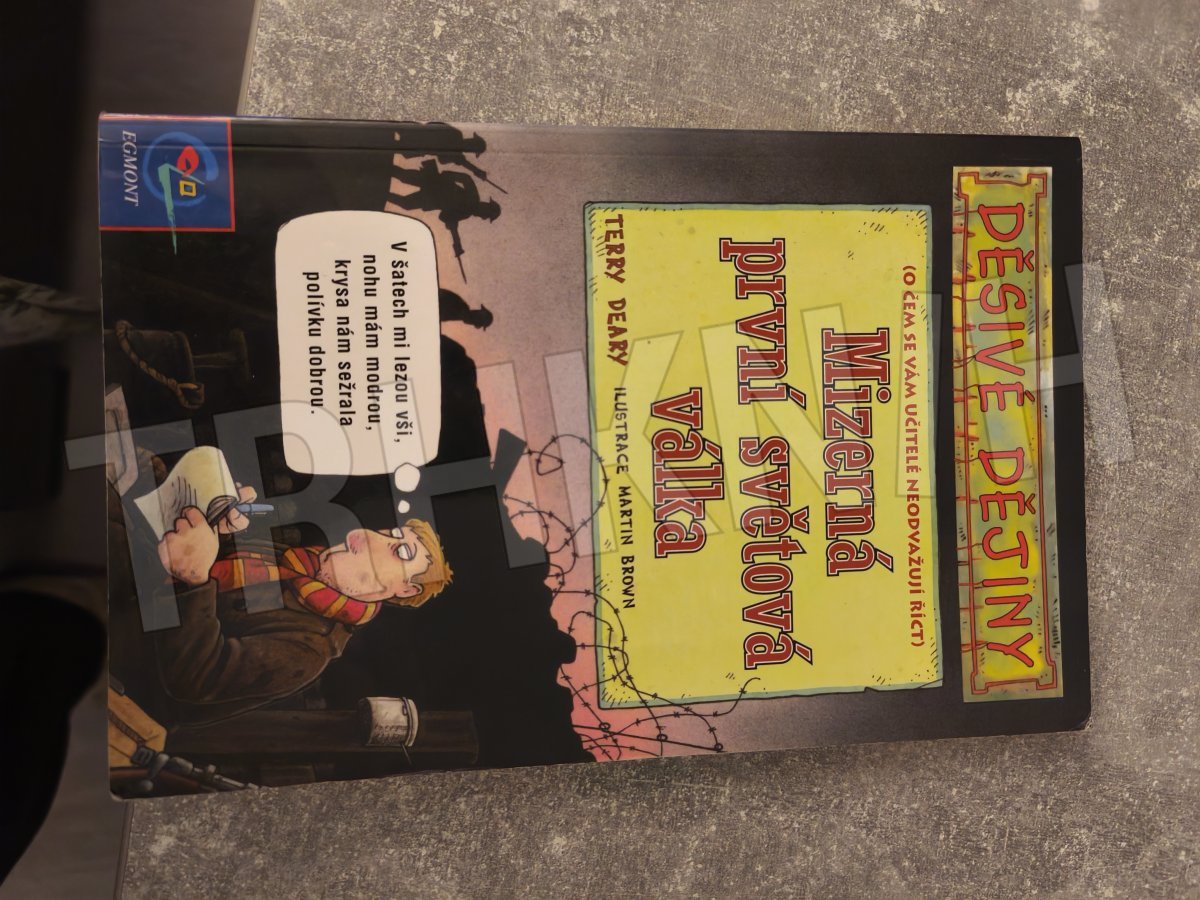 DĚSIVÉ DĚJINY
(O ČEM SE VÁM UČITELÉ NEODVAŽUJÍ ŘÍCT)
Mizerná
první světová
válka
TERRY DEARY ILUSTRACE MARTIN BROWN
V šatech mi lezou vši,
nohu mám modrou,
krysa nám sežrala
polívku dobrou.
EGMONT
TRHKNIH